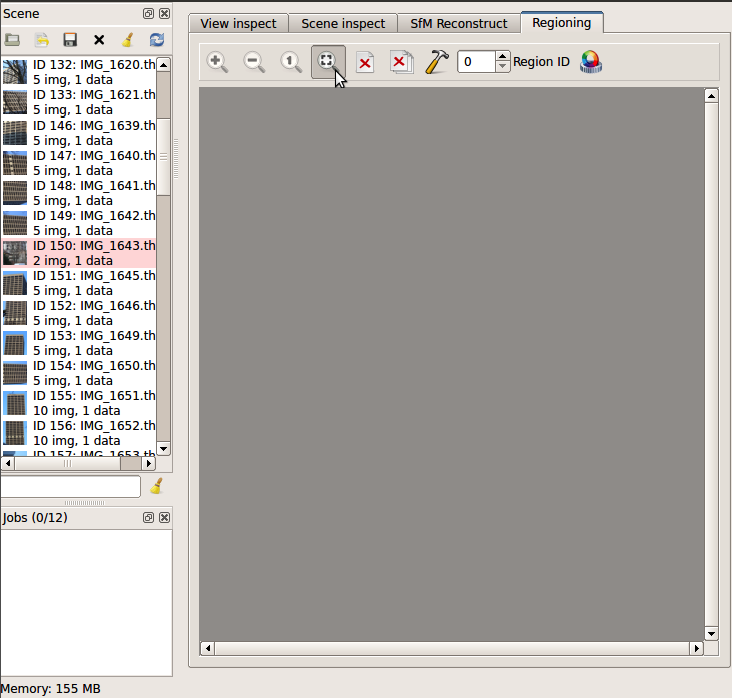 Scene
View inspect
Scene inspect
SfM Reconstruct
Regioning
1
0
Region ID
ID 132: IMG_1620.th
5 img, 1 data
ID 133: IMG_1621.th
5 img, 1 data
ID 146: IMG_1639.th
5 img, 1 data
ID 147: IMG_1640.th
5 img, 1 data
ID 148: IMG_1641.th
5 img, 1 data
ID 149: IMG_1642.th
5 img, 1 data
ID 150: IMG_1643.th
2 img, 1 data
ID 151: IMG_1645.th
5 img, 1 data
ID 152: IMG_1646.th
5 img, 1 data
ID 153: IMG_1649.th
5 img, 1 data
ID 154: IMG_1650.th
5 img, 1 data
ID 155: IMG_1651.th
10 img, 1 data
ID 156: IMG_1652.th
10 img, 1 data
ID 157: IMG_1653.th
Jobs (0/12)
Memory: 155 MB